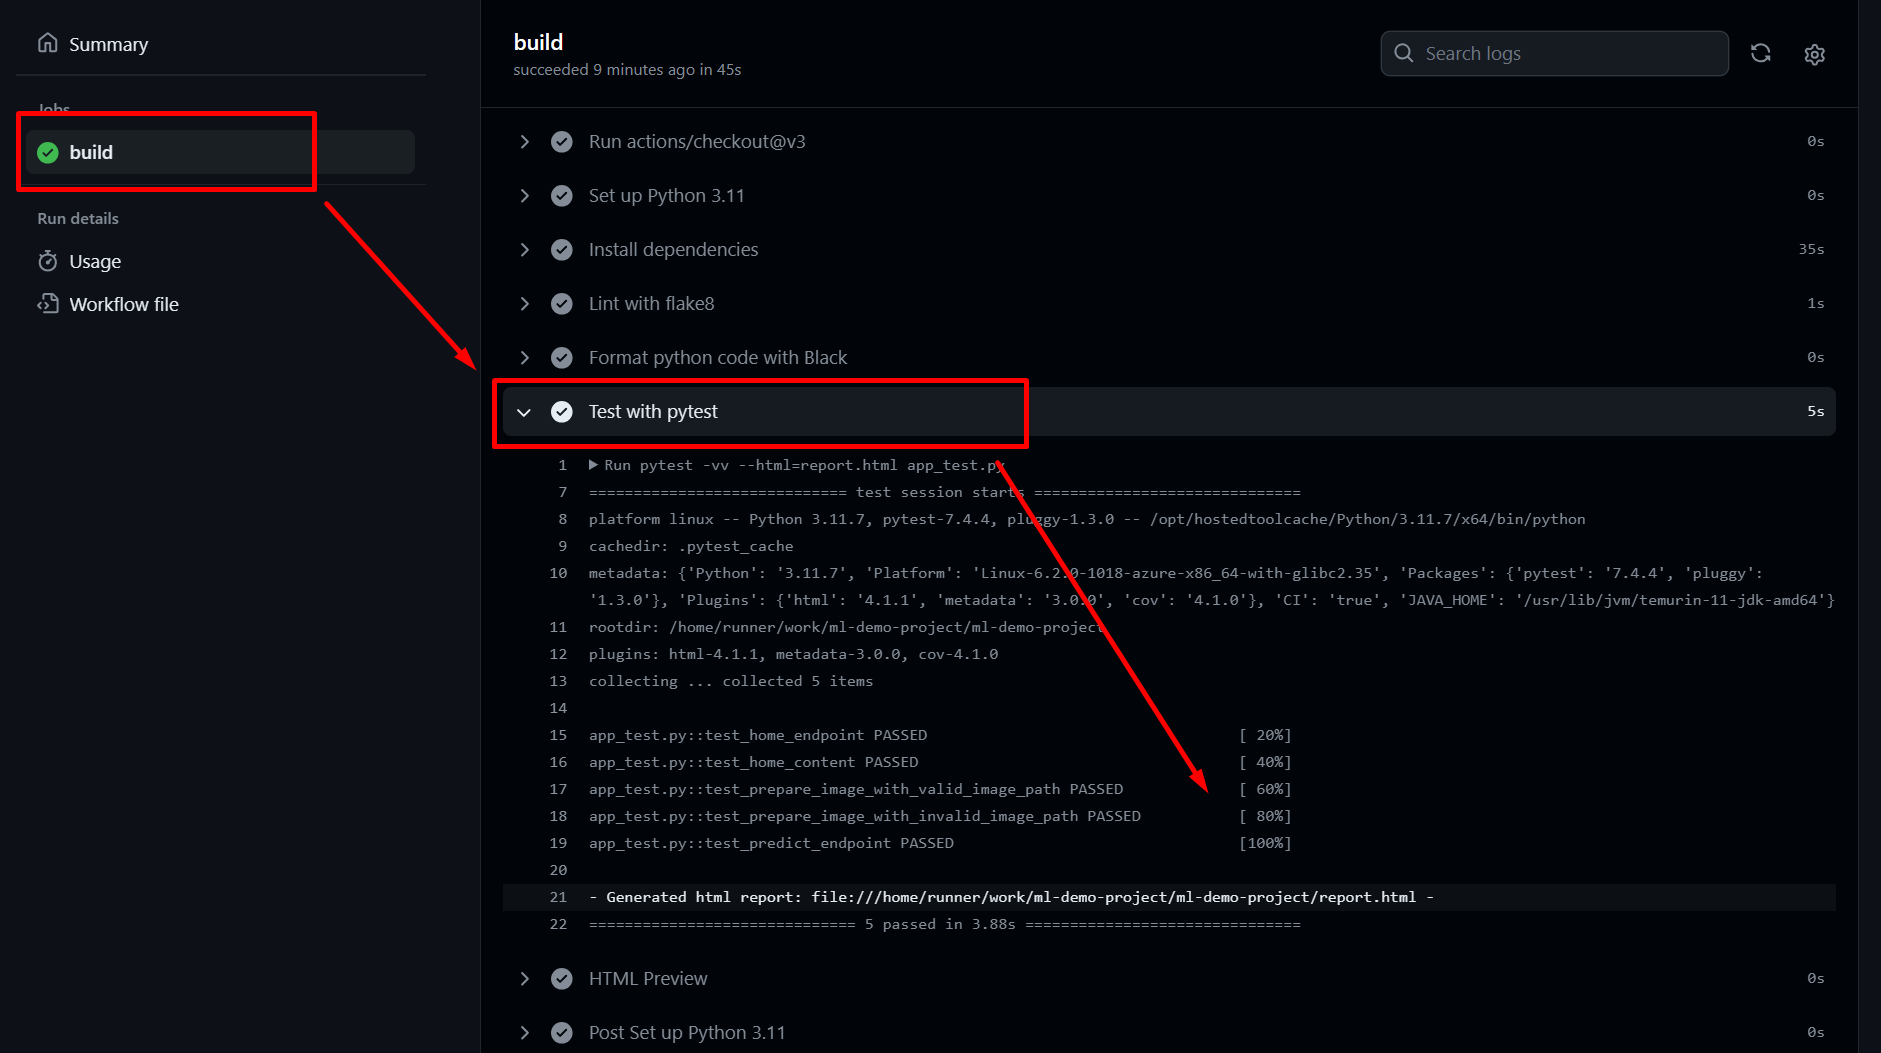 Summary
Jobs
build
Run details
Usage
Workflow file
build
succeeded 9 minutes ago in 45s
Search logs
Run actions/checkout@v3 0s
Set up Python 3.11 0s
Install dependencies 35s
Lint with flake8 1s
Format python code with Black 0s
Test with pytest 5s
1 Run pytest -vv --html=report.html app_test.py
7 ============================= test session starts ==============================
8 platform linux -- Python 3.11.7, pytest-7.4.4, pluggy-1.3.0 -- /opt/hostedtoolcache/Python/3.11.7/x64/bin/python
9 cachedir: .pytest_cache
10 metadata: {'Python': '3.11.7', 'Platform': 'Linux-6.2.0-1018-azure-x86_64-with-glibc2.35', 'Packages': {'pytest': '7.4.4', 'pluggy':
'1.3.0'}, 'Plugins': {'html': '4.1.1', 'metadata': '3.0.0', 'cov': '4.1.0'}, 'CI': 'true', 'JAVA_HOME': '/usr/lib/jvm/temurin-11-jdk-amd64'}
11 rootdir: /home/runner/work/ml-demo-project/ml-demo-project
12 plugins: html-4.1.1, metadata-3.0.0, cov-4.1.0
13 collecting ... collected 5 items
14
15 app_test.py::test_home_endpoint PASSED [ 20%]
16 app_test.py::test_home_content PASSED [ 40%]
17 app_test.py::test_prepare_image_with_valid_image_path PASSED [ 60%]
18 app_test.py::test_prepare_image_with_invalid_image_path PASSED [ 80%]
19 app_test.py::test_predict_endpoint PASSED [100%]
20
21 - Generated html report: file:///home/runner/work/ml-demo-project/ml-demo-project/report.html -
22 ============================== 5 passed in 3.88s ===============================
HTML Preview 0s
Post Set up Python 3.11 0s